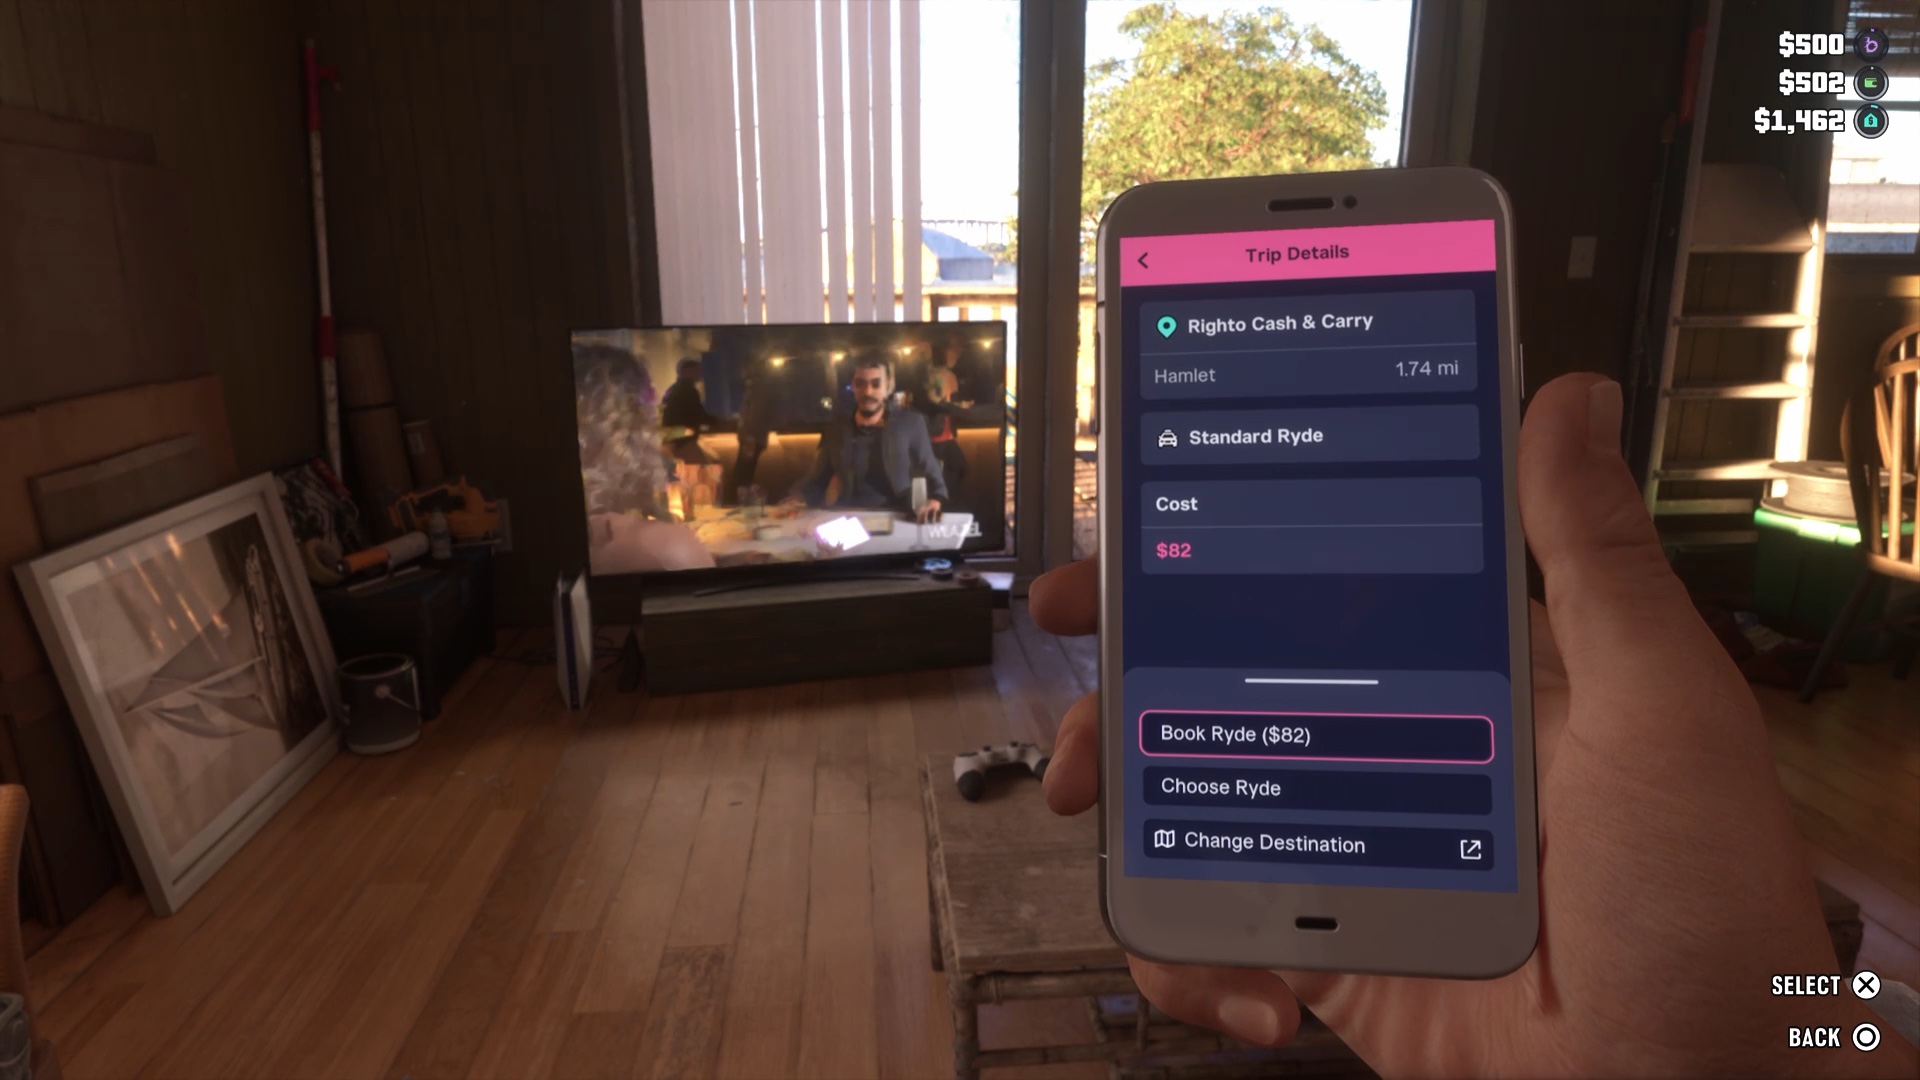 $500
$502
$1,462
Trip Details
Righto Cash & Carry
Hamlet
1.74 mi
Standard Ryde
Cost
$82
WEAZEL
Book Ryde ($82)
Choose Ryde
Change Destination
SELECT
BACK